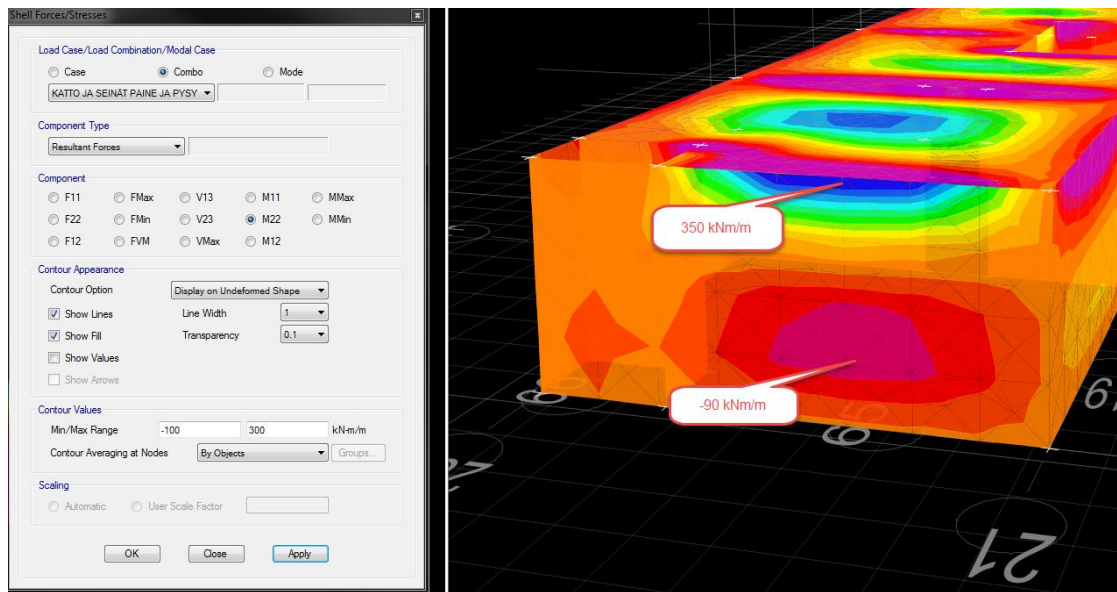 Shell Forces/Stresses
x
Load Case/Load Combination/Modal Case
Case Combo Mode
KATTO JA SEINÄT PAINE JA PYSY
Component Type
Resultant Forces
Component
F11 FMax V13 M11 MMax
F22 FMin V23 M22 MMin
F12 FVM VMax M12
Contour Appearance
Contour Option Display on Undeformed Shape
Show Lines Line Width 1
Show Fill Transparency 0.1
Show Values
Show Arrows
Contour Values
Min/Max Range -100 300 kN-m/m
Contour Averaging at Nodes By Objects Groups...
Scaling
Automatic User Scale Factor
OK Close Apply
350 kNm/m
-90 kNm/m
21